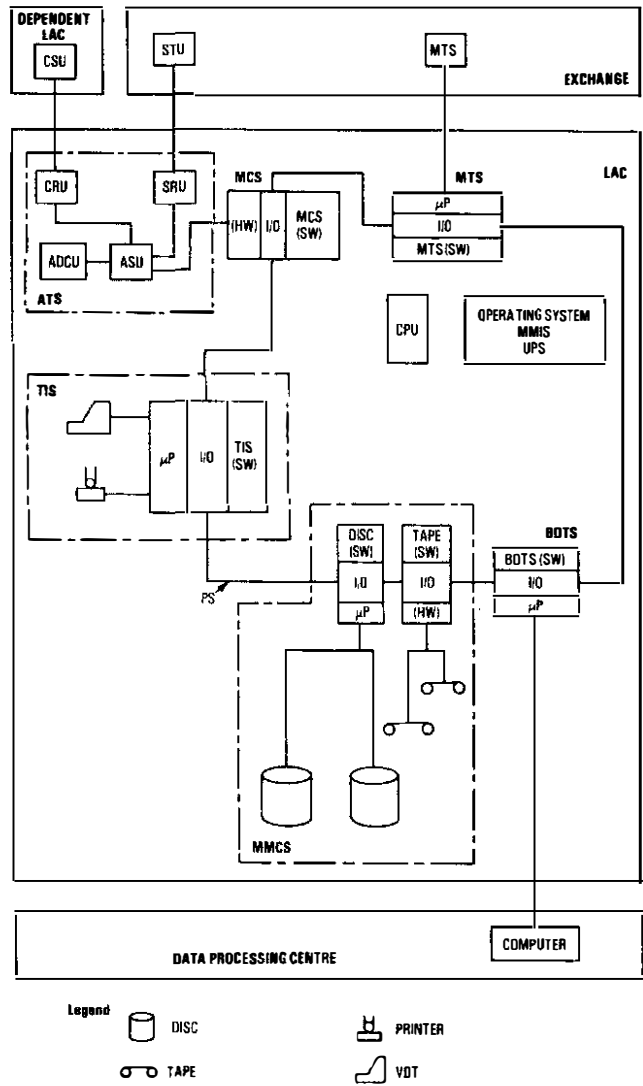 DEPENDENT
LAC
CSU
STU
MTS
EXCHANGE
LAC
CRU
SRU
ADCU
ASU
ATS
MCS
(HW)
I/O
MCS
(SW)
MTS
μP
I/O
MTS(SW)
CPU
OPERATING SYSTEM
MMIS
UPS
TIS
μP
I/O
TIS
(SW)
PS
DISC
(SW)
I/O
μP
TAPE
(SW)
I/O
(HW)
BDTS
BDTS (SW)
I/O
μP
MMCS
DATA PROCESSING CENTRE
COMPUTER
Legend
DISC
PRINTER
TAPE
VDT